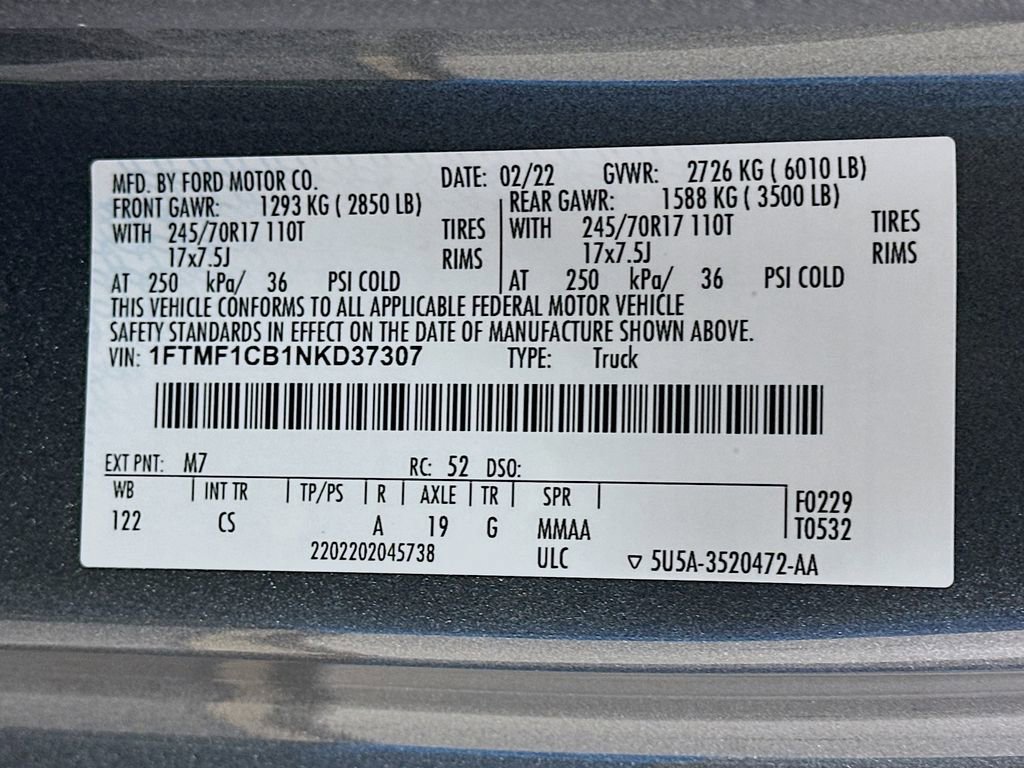 MFD. BY FORD MOTOR CO. DATE: 02/22 GVWR: 2726 KG ( 6010 LB)
FRONT GAWR: 1293 KG ( 2850 LB) REAR GAWR: 1588 KG ( 3500 LB)
WITH 245/70R17 110T TIRES WITH 245/70R17 110T TIRES
17x7.5J RIMS 17x7.5J RIMS
AT 250 kPa/ 36 PSI COLD AT 250 kPa/ 36 PSI COLD
THIS VEHICLE CONFORMS TO ALL APPLICABLE FEDERAL MOTOR VEHICLE
SAFETY STANDARDS IN EFFECT ON THE DATE OF MANUFACTURE SHOWN ABOVE.
VIN: 1FTMF1CB1NKD37307 TYPE: Truck
EXT PNT: M7 RC: 52 DSO:
WB INT TR TP/PS R AXLE TR SPR F0229
122 CS A 19 G MMAA T0532
2202202045738 ULC ▽ 5U5A-3520472-AA